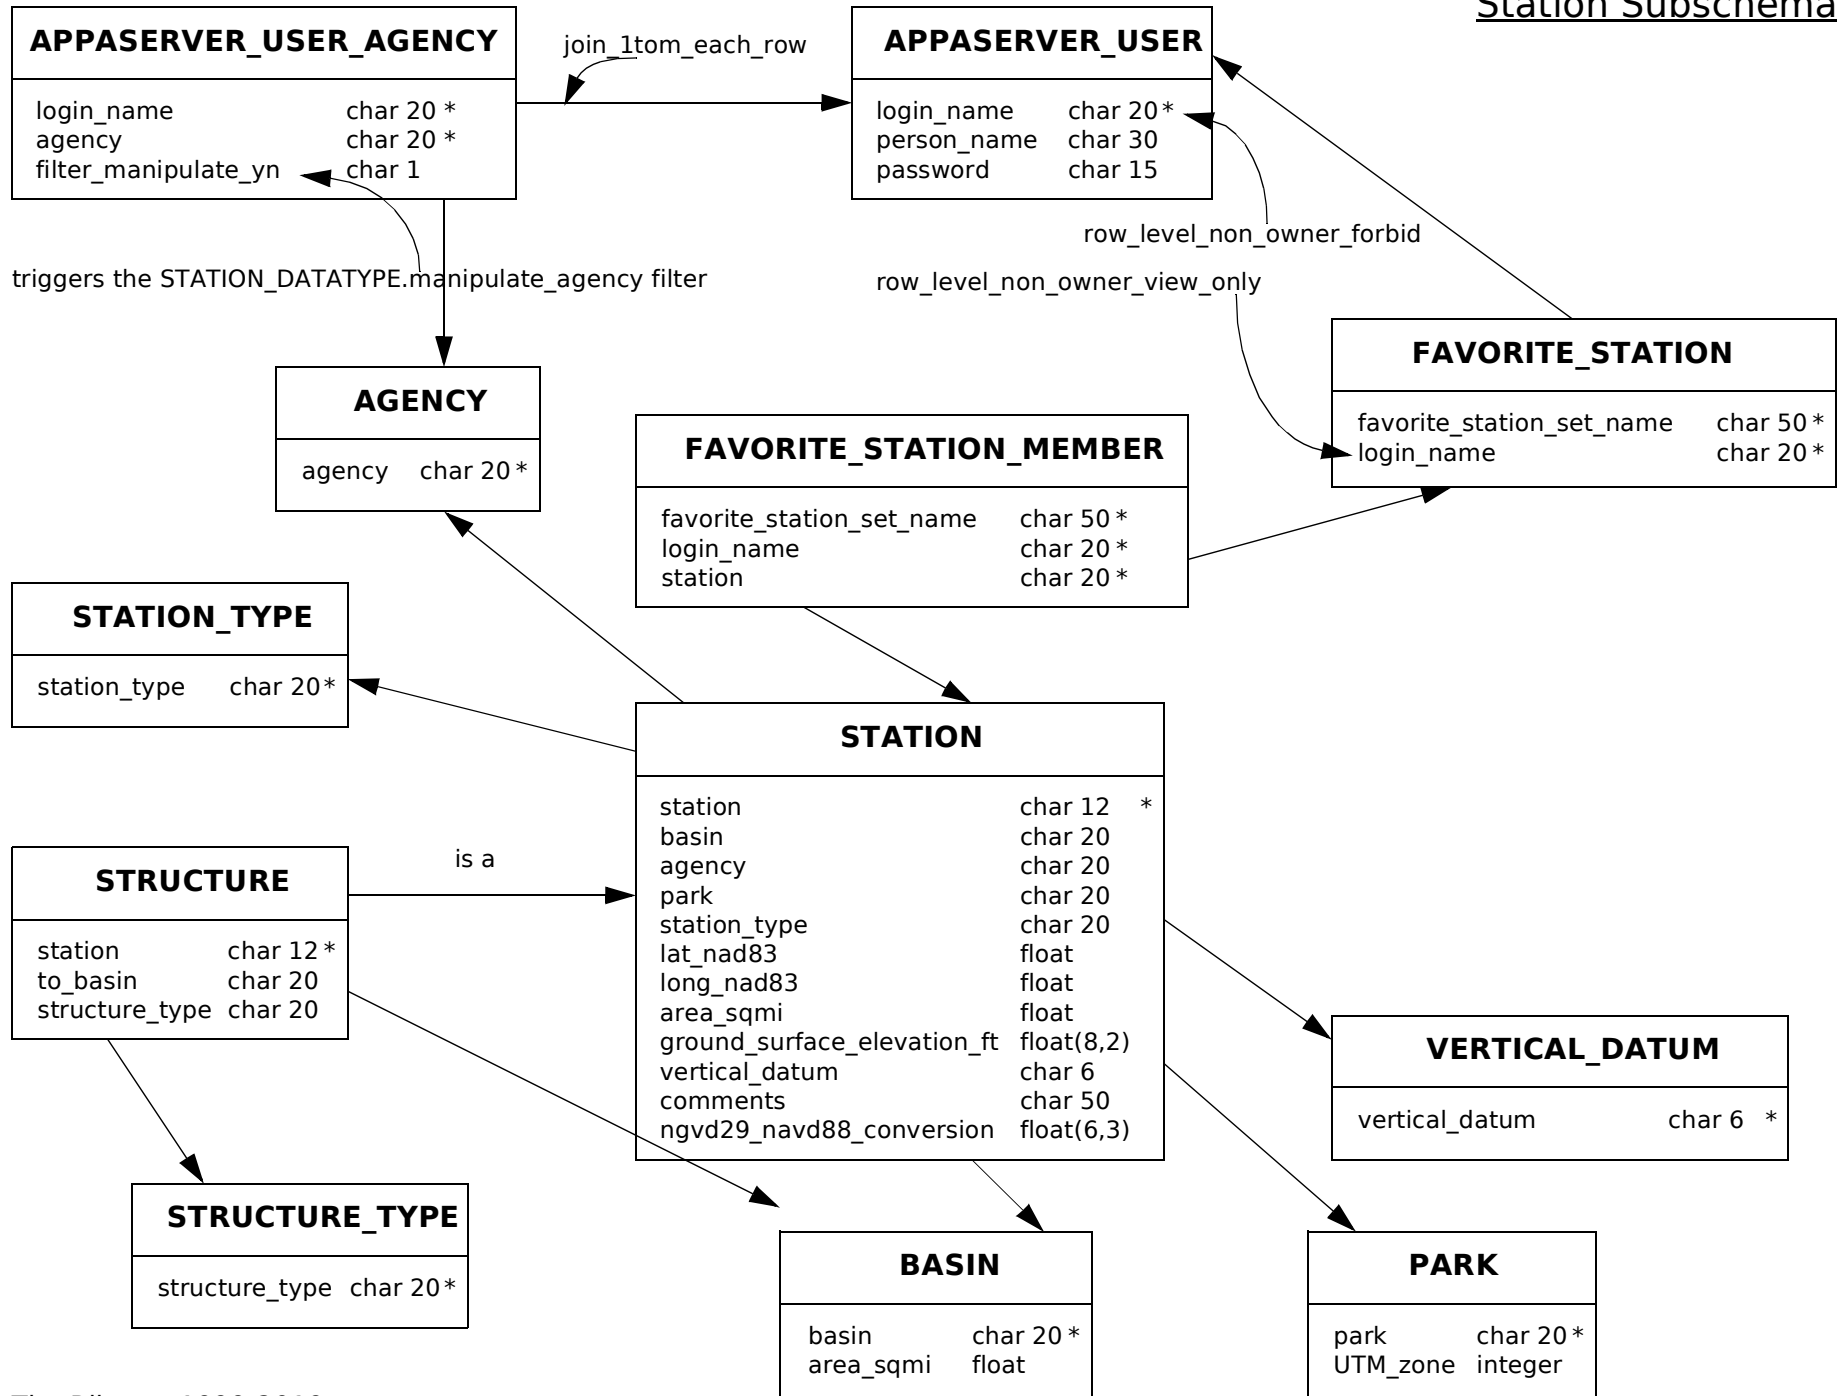 Station Subschema
APPASERVER_USER_AGENCY
login_name char 20 *
agency char 20 *
filter_manipulate_yn char 1
join_1tom_each_row
APPASERVER_USER
login_name char 20 *
person_name char 30
password char 15
row_level_non_owner_forbid
triggers the STATION_DATATYPE.manipulate_agency filter
row_level_non_owner_view_only
FAVORITE_STATION
favorite_station_set_name char 50 *
login_name char 20 *
AGENCY
agency char 20 *
FAVORITE_STATION_MEMBER
favorite_station_set_name char 50 *
login_name char 20 *
station char 20 *
STATION_TYPE
station_type char 20 *
STATION
station char 12 *
basin char 20
agency char 20
park char 20
station_type char 20
lat_nad83 float
long_nad83 float
area_sqmi float
ground_surface_elevation_ft float(8,2)
vertical_datum char 6
comments char 50
ngvd29_navd88_conversion float(6,3)
is a
STRUCTURE
station char 12 *
to_basin char 20
structure_type char 20
VERTICAL_DATUM
vertical_datum char 6 *
STRUCTURE_TYPE
structure_type char 20 *
BASIN
basin char 20 *
area_sqmi float
PARK
park char 20 *
UTM_zone integer